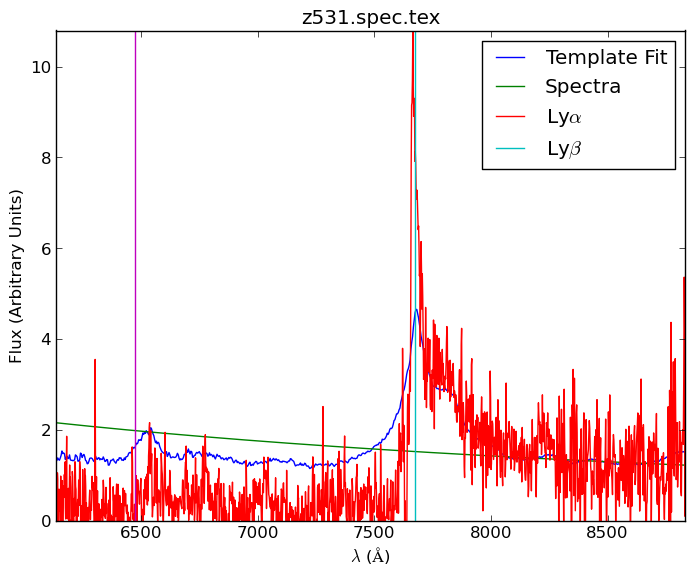 z531.spec.tex
Template Fit
Spectra
Lyα
Lyβ
Flux (Arbitrary Units)
10
8
6
4
2
0
6500 7000 7500 8000 8500
λ (Å)